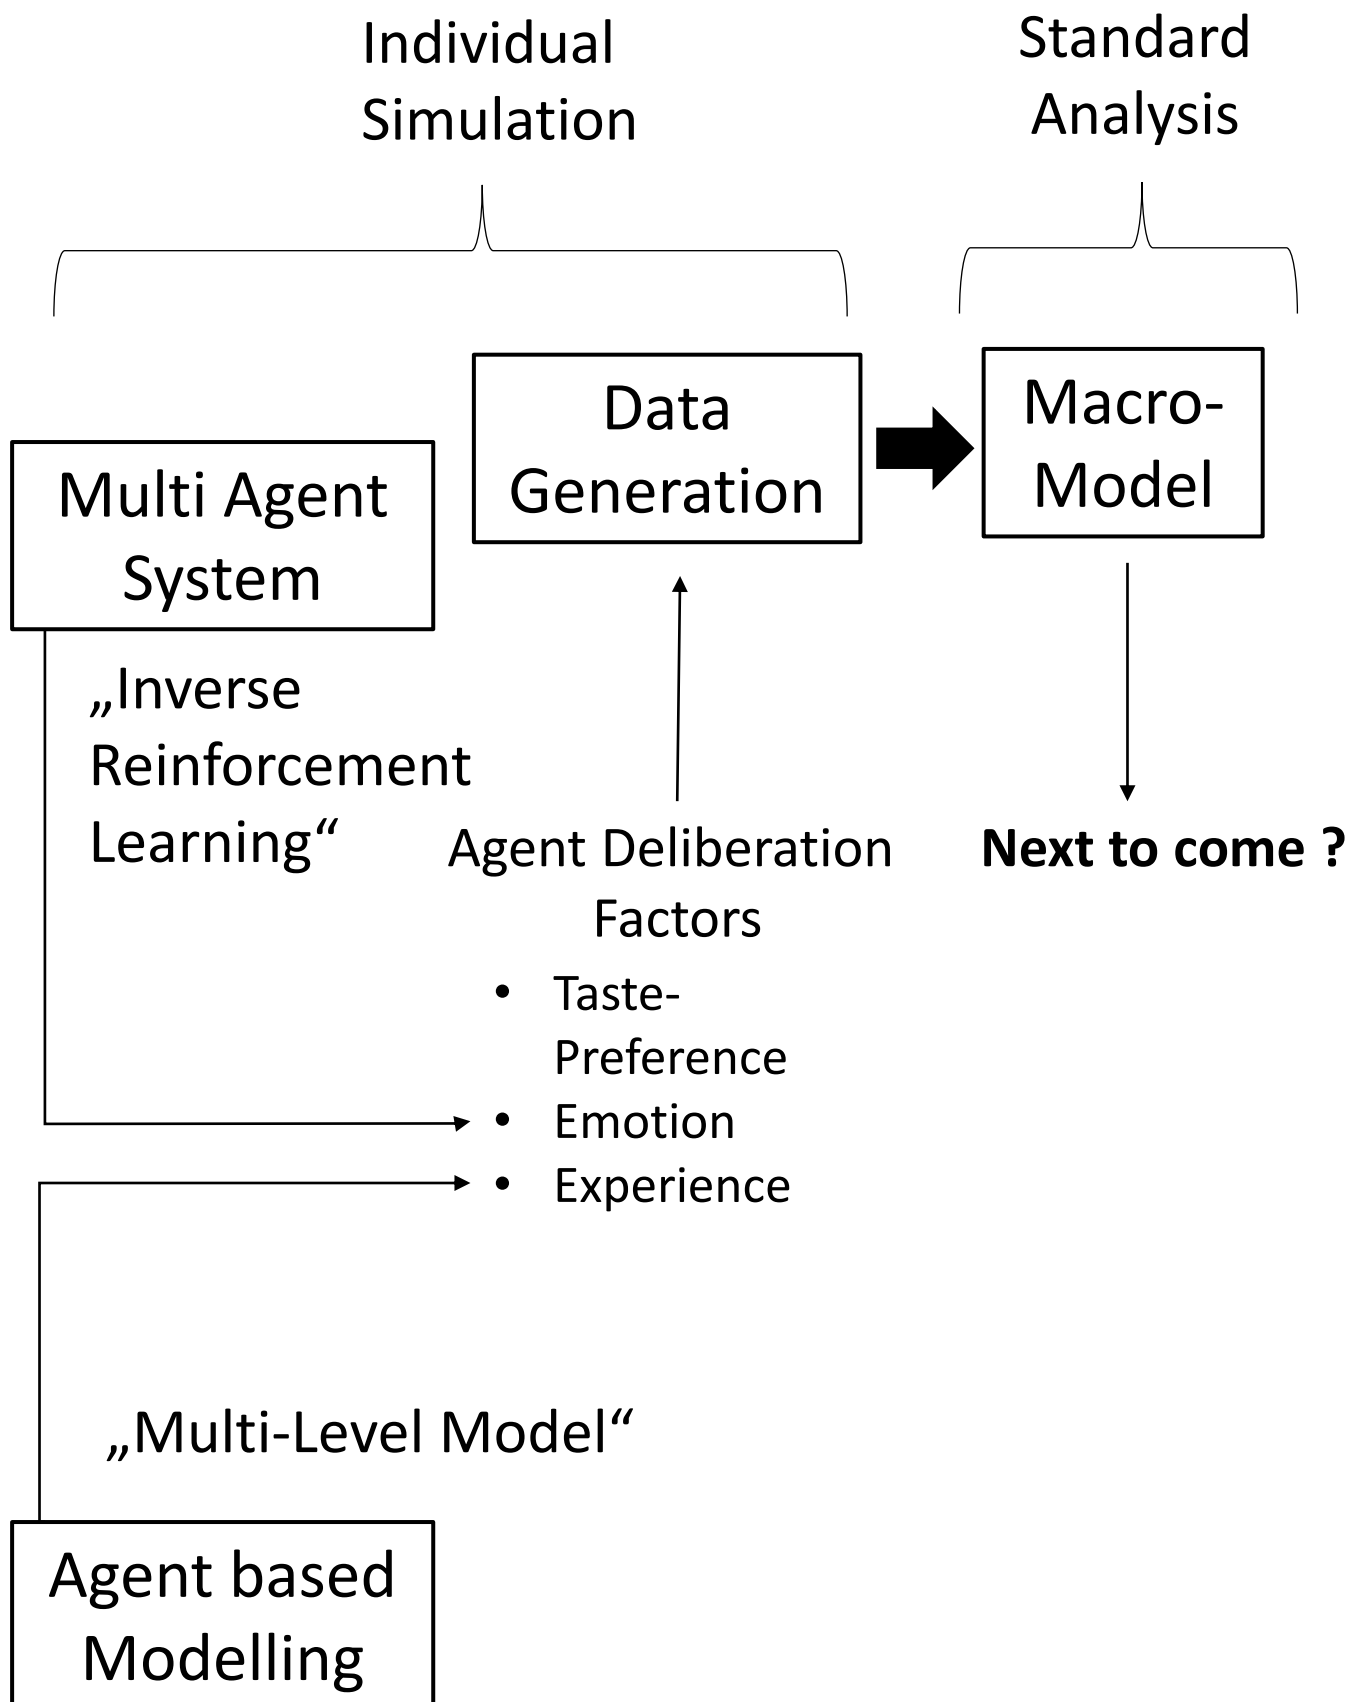 Individual
Simulation
Standard
Analysis
Data
Generation
Macro-
Model
Multi Agent
System
„Inverse
Reinforcement
Learning“
Agent Deliberation
Factors
• Taste-
Preference
• Emotion
• Experience
Next to come ?
„Multi-Level Model“
Agent based
Modelling